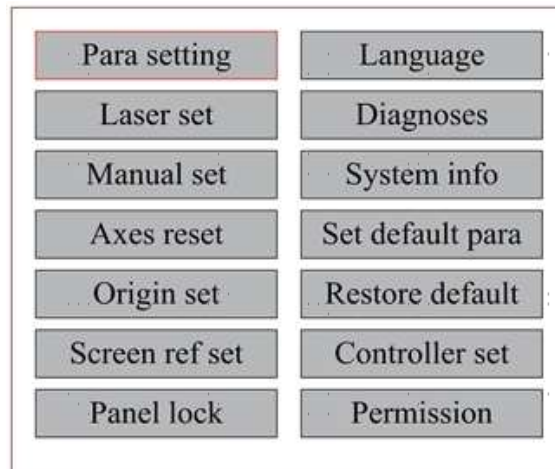 Para setting
Language
Laser set
Diagnoses
Manual set
System info
Axes reset
Set default para
Origin set
Restore default
Screen ref set
Controller set
Panel lock
Permission